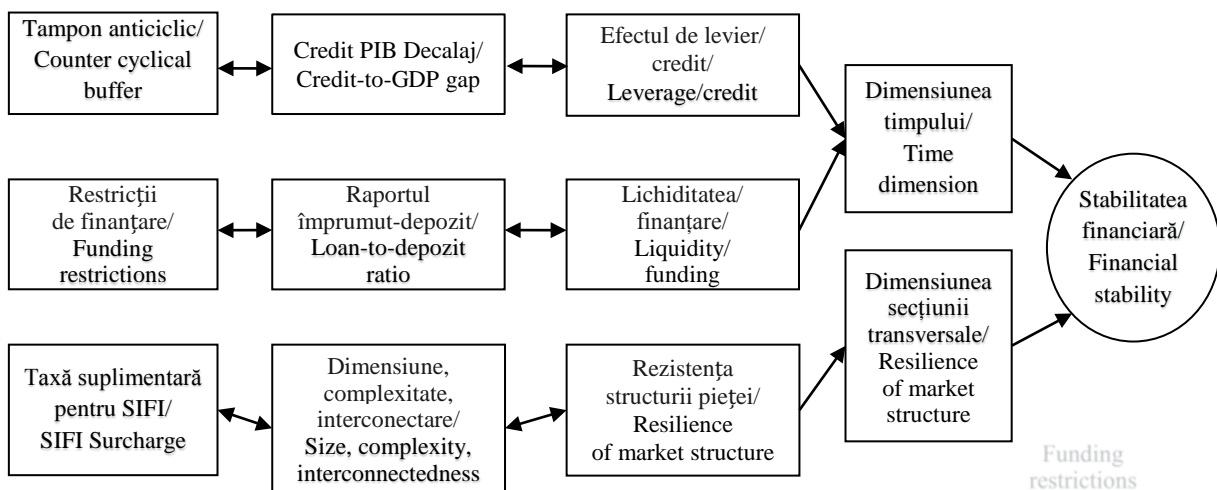 Tampon anticiclic/
Counter cyclical
buffer
Credit PIB Decalaj/
Credit-to-GDP gap
Efectul de levier/
credit/
Leverage/credit
Dimensiunea
timpului/
Time
dimension
Restricții
de finanțare/
Funding
restrictions
Raportul
împrumut-depozit/
Loan-to-depozit
ratio
Lichiditatea/
finanțare/
Liquidity/
funding
Stabilitatea
financiară/
Financial
stability
Dimensiunea
secțiunii
transversale/
Resilience
of market
structure
Taxă suplimentară
pentru SIFI/
SIFI Surcharge
Dimensiune,
complexitate,
interconectare/
Size, complexity,
interconnectedness
Rezistența
structurii pieței/
Resilience
of market structure
Funding
restrictions